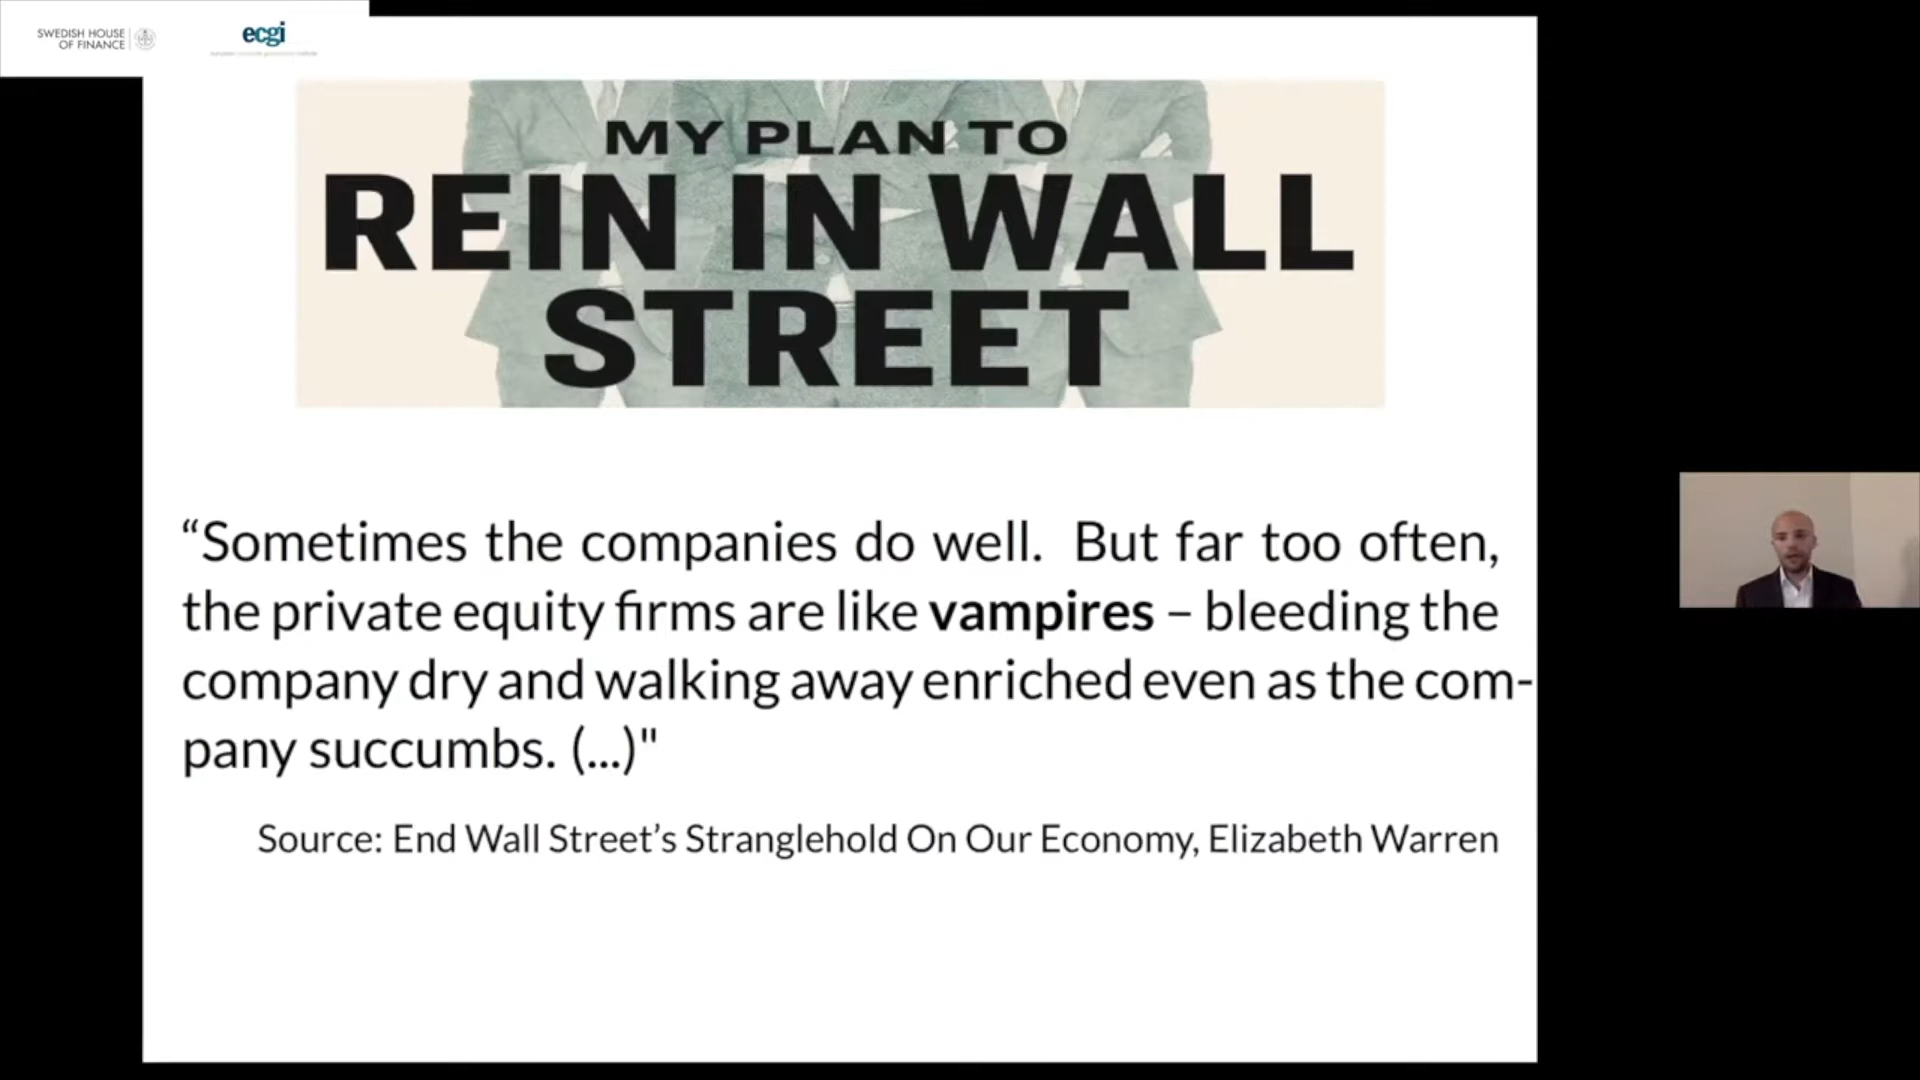 SWEDISH HOUSE
OF FINANCE
ecgi
MY PLAN TO
REIN IN WALL
STREET
“Sometimes the companies do well. But far too often,
the private equity firms are like vampires – bleeding the
company dry and walking away enriched even as the com-
pany succumbs. (...)"
Source: End Wall Street’s Stranglehold On Our Economy, Elizabeth Warren